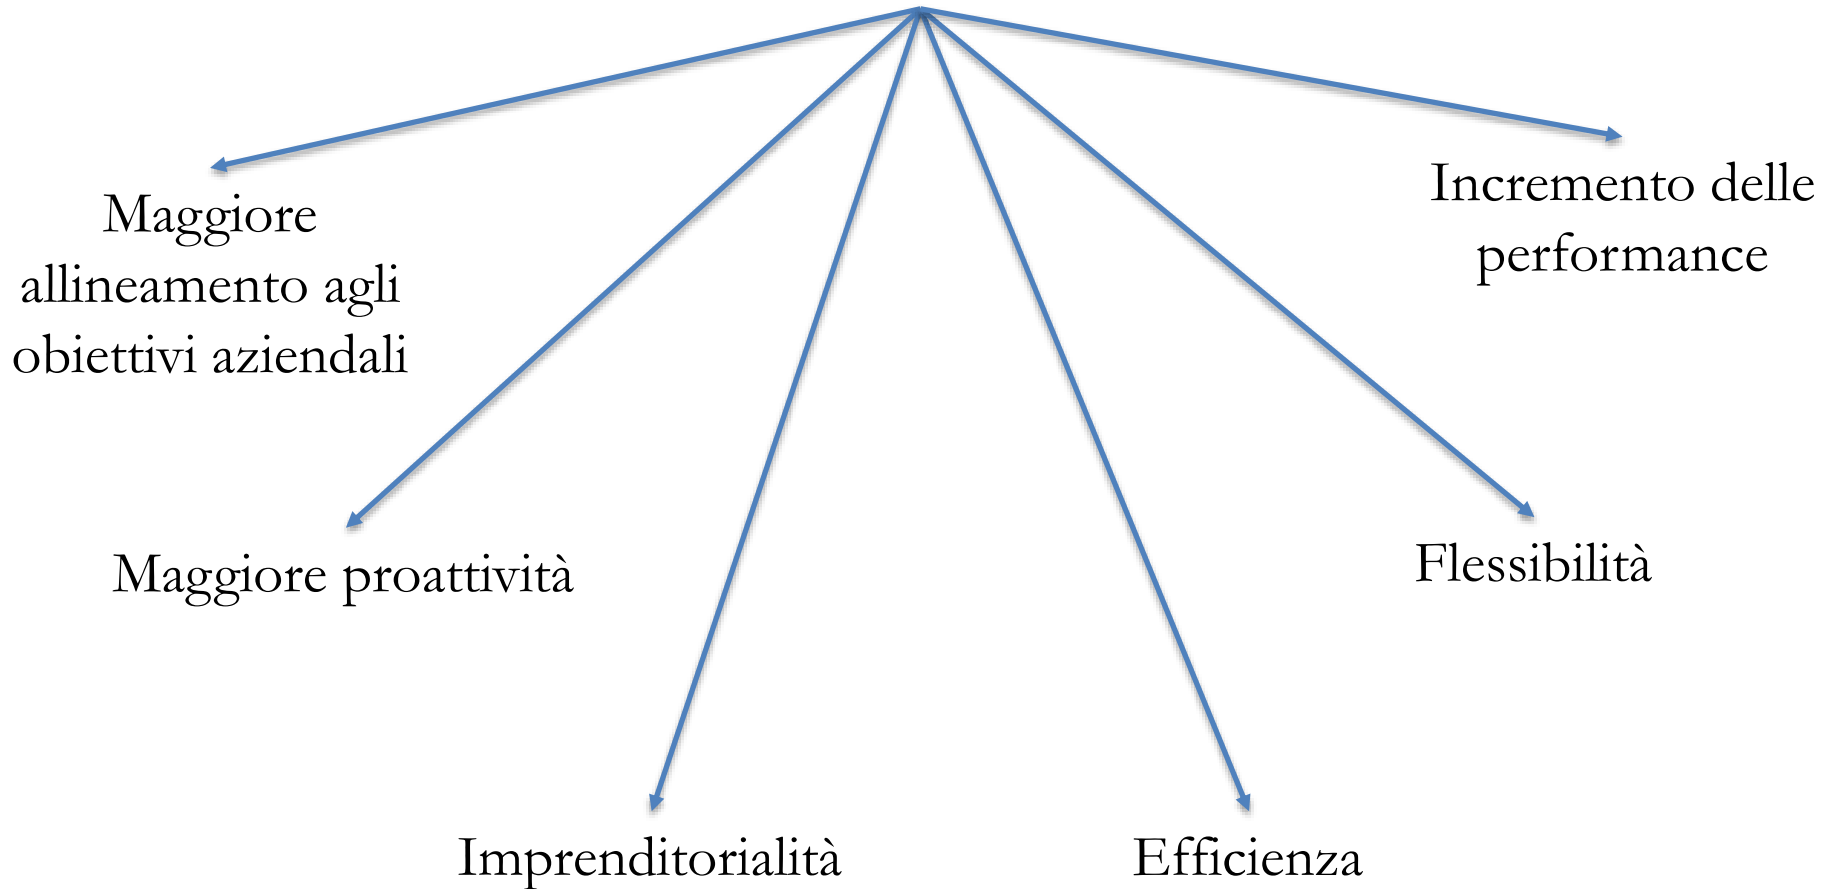 Maggiore
allineamento agli
obiettivi aziendali
Incremento delle
performance
Maggiore proattività
Flessibilità
Imprenditorialità
Efficienza